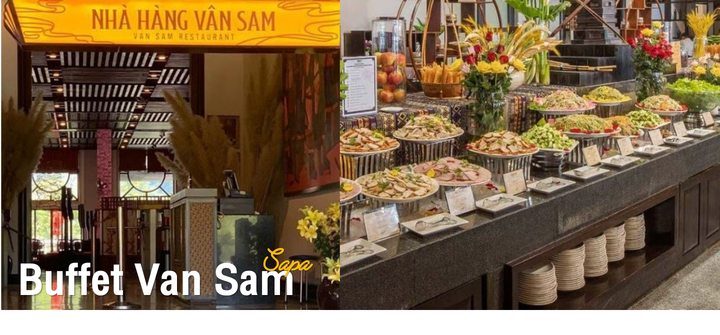 NHÀ HÀNG VÂN SAM
VAN SAM RESTAURANT
Sapa
Buffet Van Sam